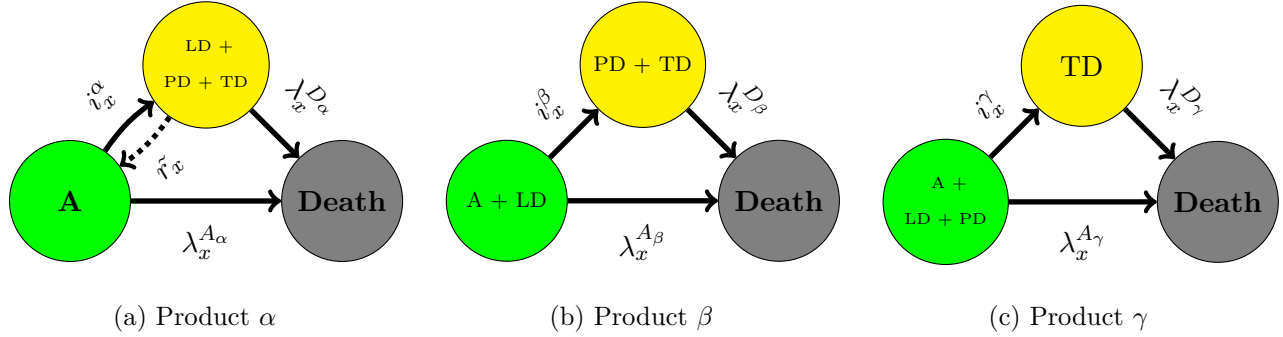 LD +
PD + TD
i_x^α
λ_x^{D_α}
r̃_x
A
Death
λ_x^{A_α}
(a) Product α
PD + TD
i_x^β
λ_x^{D_β}
A + LD
Death
λ_x^{A_β}
(b) Product β
TD
i_x^γ
λ_x^{D_γ}
A +
LD + PD
Death
λ_x^{A_γ}
(c) Product γ